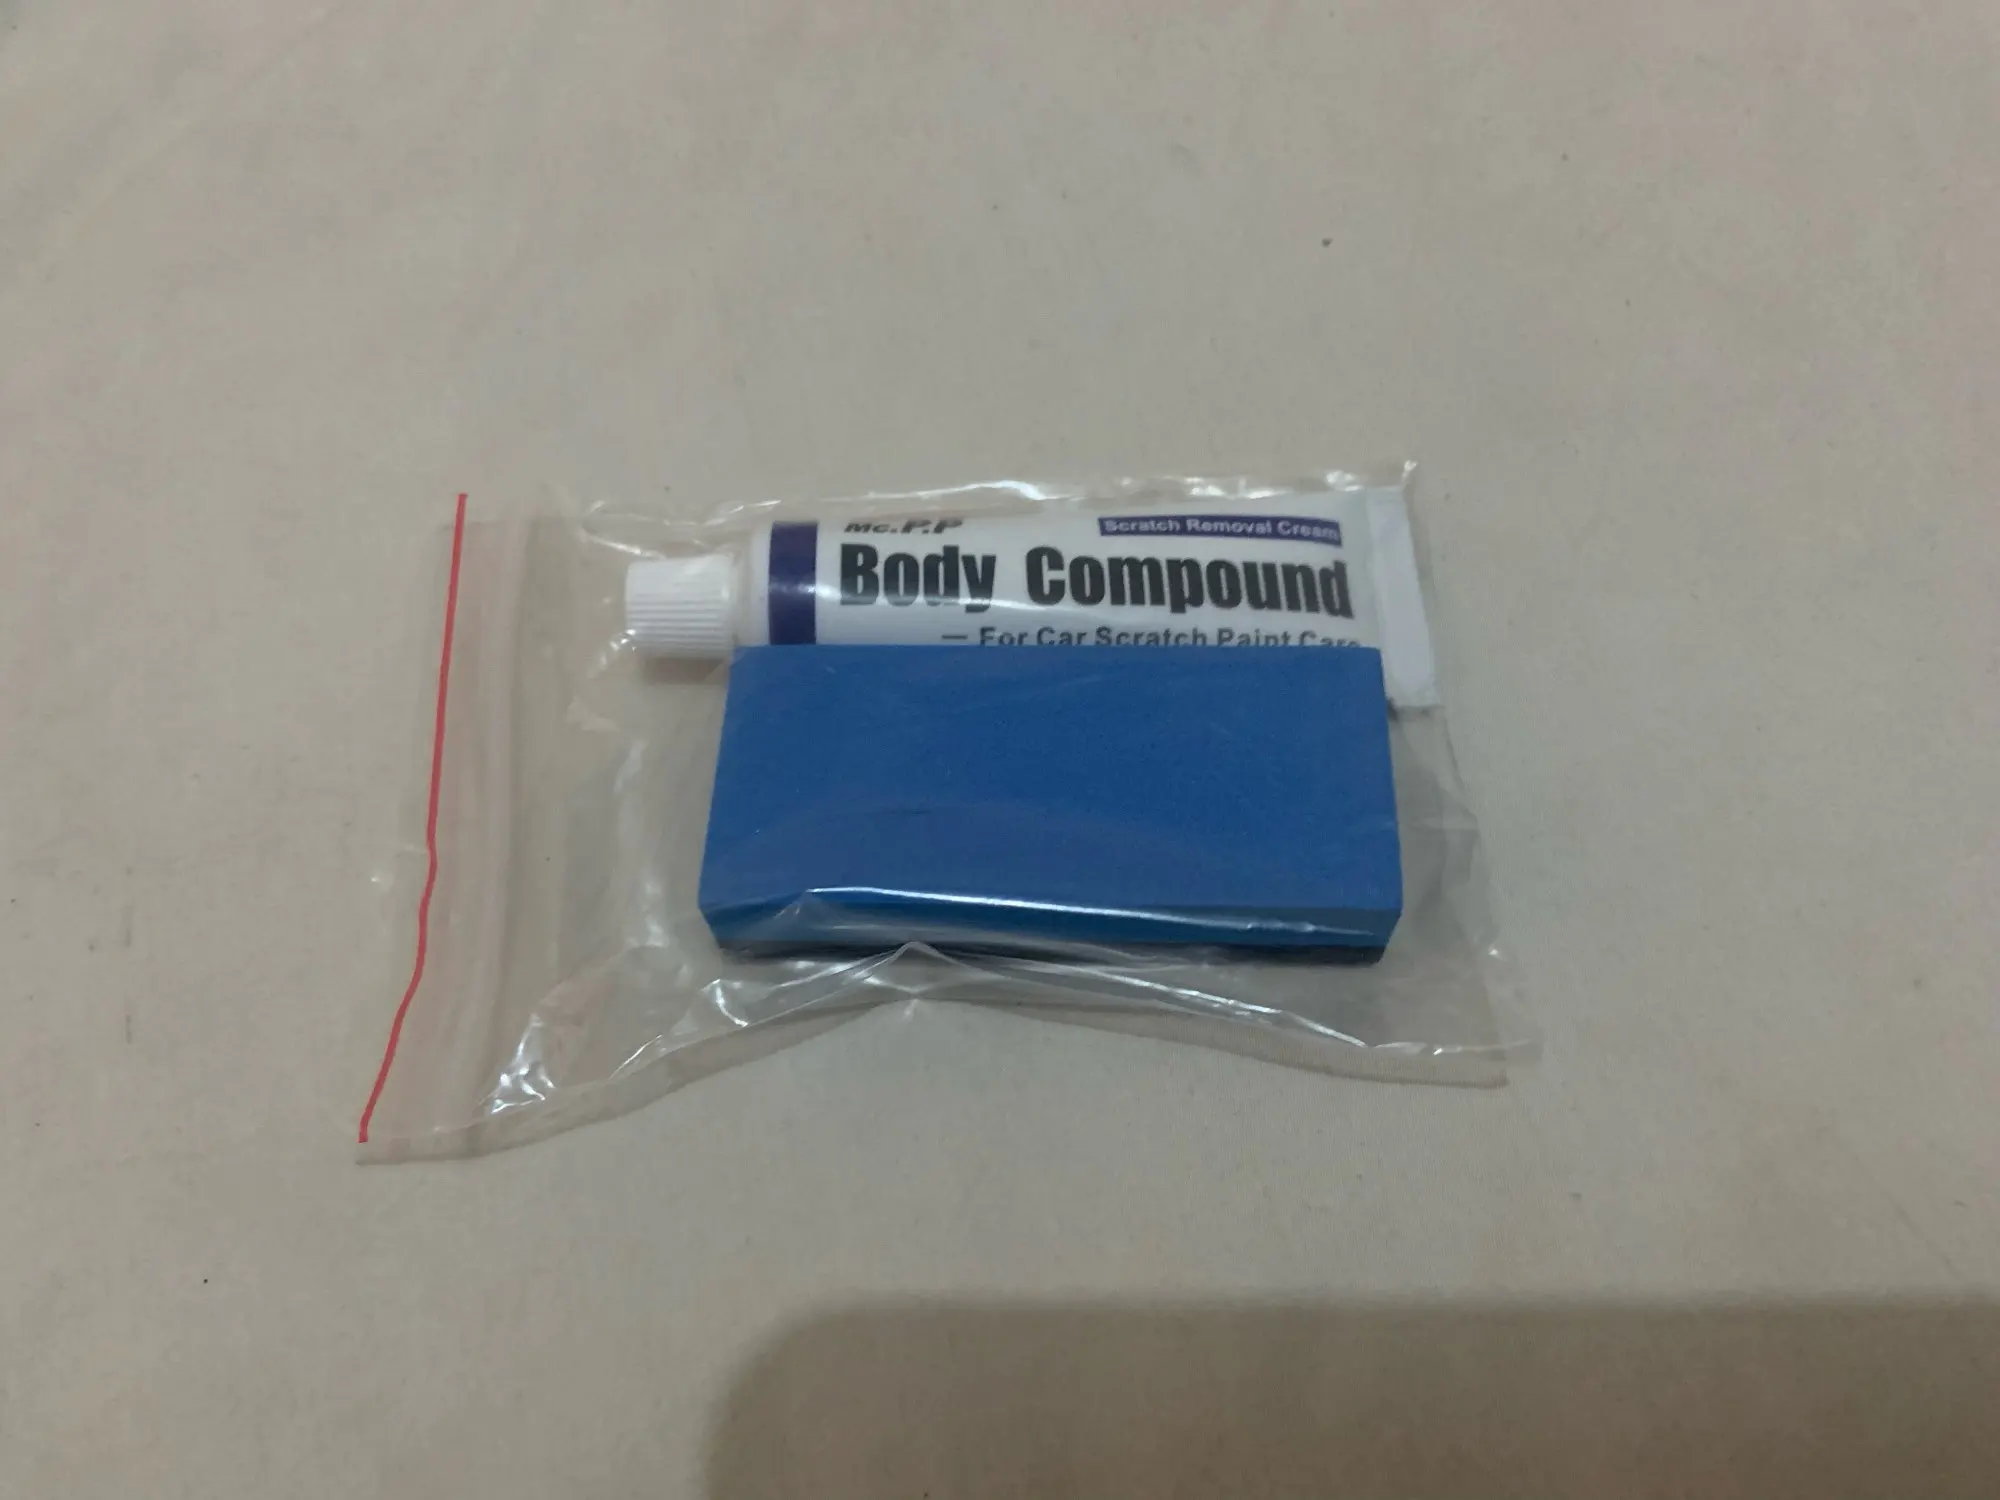 Mc.P.P
Scratch Removal Cream
Body Compound
— For Car Scratch Paint Care